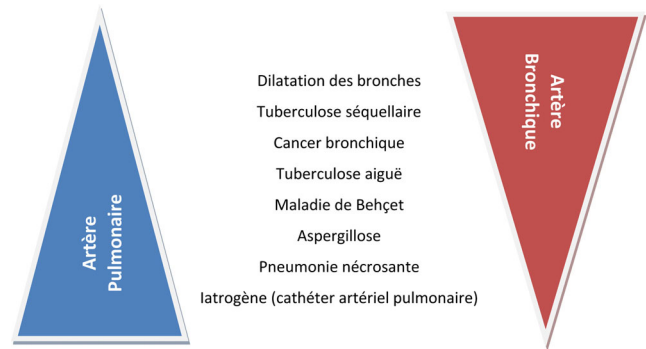 Artère
Pulmonaire
Dilatation des bronches
Tuberculose séquellaire
Cancer bronchique
Tuberculose aiguë
Maladie de Behçet
Aspergillose
Pneumonie nécrosante
Iatrogène (cathéter artériel pulmonaire)
Artère
Bronchique